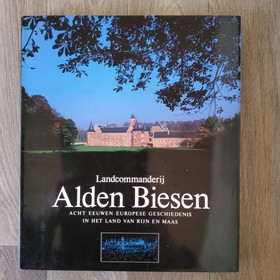 Landcommanderij
Alden Biesen
ACHT EEUWEN EUROPESE GESCHIEDENIS
IN HET LAND VAN RIJN EN MAAS